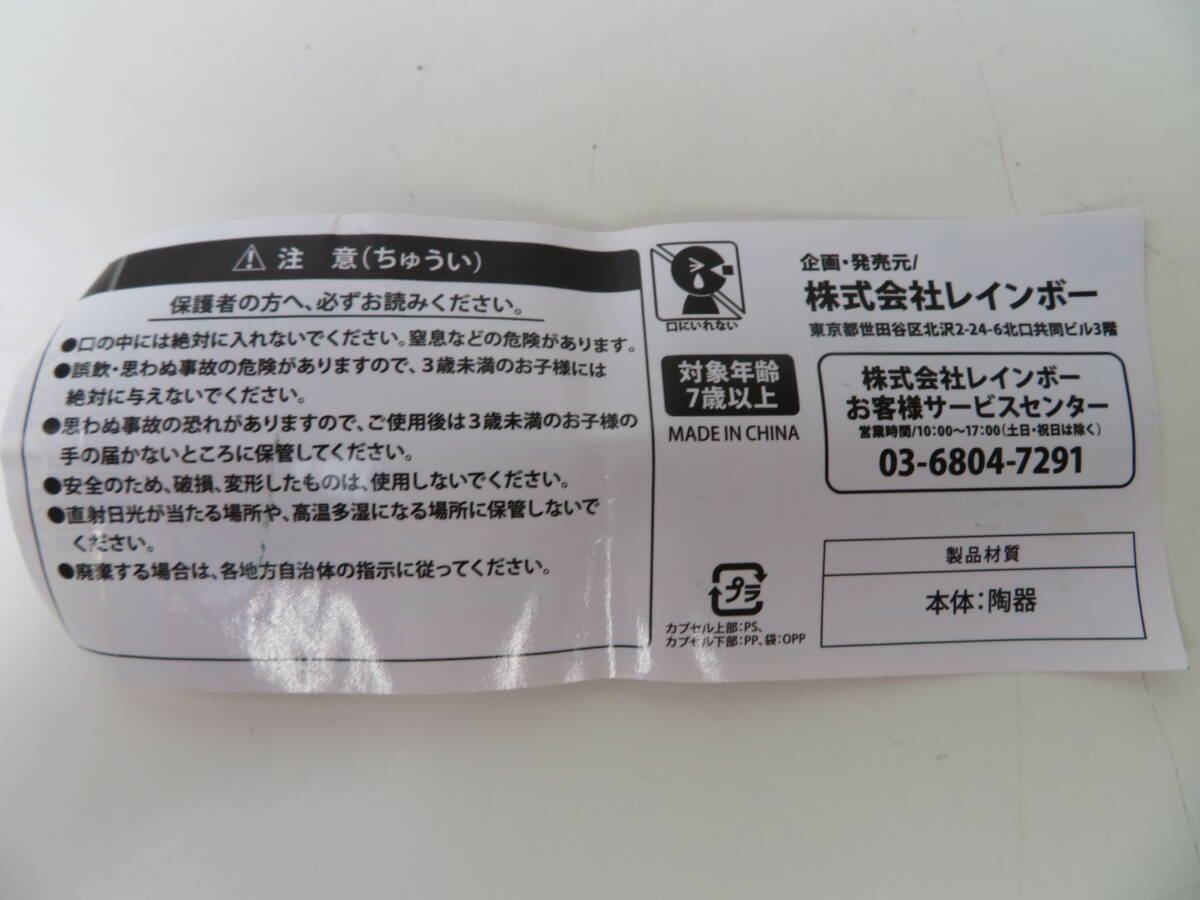 注 意(ちゅうい)
保護者の方へ、必ずお読みください。
●口の中には絶対に入れないでください。窒息などの危険があります。
●誤飲・思わぬ事故の危険がありますので、3歳未満のお子様には
絶対に与えないでください。
●思わぬ事故の恐れがありますので、ご使用後は3歳未満のお子様の
手の届かないところに保管してください。
●安全のため、破損、変形したものは、使用しないでください。
●直射日光が当たる場所や、高温多湿になる場所に保管しないで
ください。
●廃棄する場合は、各地方自治体の指示に従ってください。
口にいれない
対象年齢
7歳以上
MADE IN CHINA
プラ
カプセル上部:PS、
カプセル下部:PP、袋:OPP
企画・発売元/
株式会社レインボー
東京都世田谷区北沢2-24-6北口共同ビル3階
株式会社レインボー
お客様サービスセンター
営業時間/10:00〜17:00(土日・祝日は除く)
03-6804-7291
製品材質
本体:陶器